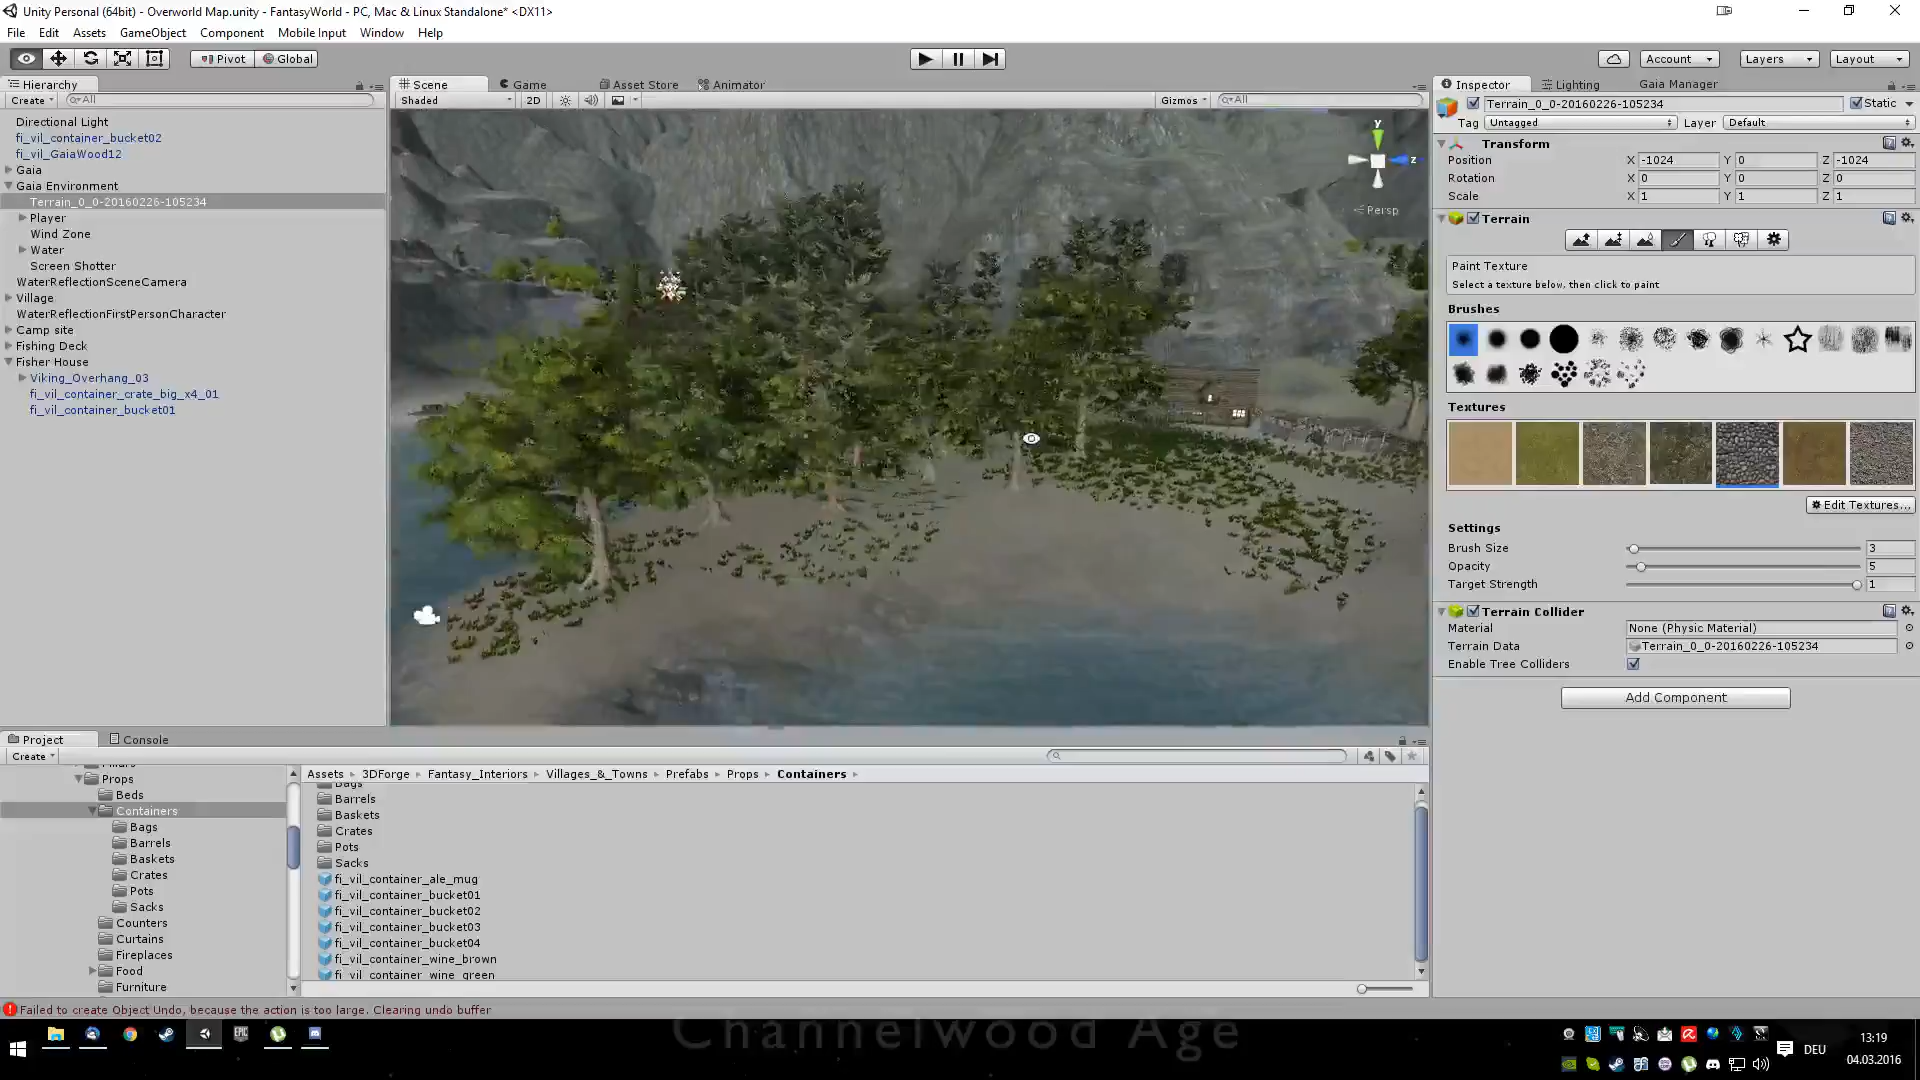 Unity Personal (64bit) - Overworld Map.unity - FantasyWorld - PC, Mac & Linux Standalone* <DX11>
File Edit Assets GameObject Component Mobile Input Window Help
Pivot Global Account Layers Layout
Hierarchy
Create All
Directional Light
fi_vil_container_bucket02
fi_vil_GaiaWood12
Gaia
Gaia Environment
Terrain_0_0-20160226-105234
Player
Wind Zone
Water
Screen Shotter
WaterReflectionSceneCamera
Village
WaterReflectionFirstPersonCharacter
Camp site
Fishing Deck
Fisher House
Viking_Overhang_03
fi_vil_container_crate_big_x4_01
fi_vil_container_bucket01
Scene Game Asset Store Animator
Shaded 2D Gizmos All
y
z
Persp
Inspector Lighting Gaia Manager
Terrain_0_0-20160226-105234 Static
Tag Untagged Layer Default
Transform
Position X -1024 Y 0 Z -1024
Rotation X 0 Y 0 Z 0
Scale X 1 Y 1 Z 1
Terrain
Paint Texture
Select a texture below, then click to paint
Brushes
Textures
Edit Textures...
Settings
Brush Size 3
Opacity 5
Target Strength 1
Terrain Collider
Material None (Physic Material)
Terrain Data Terrain_0_0-20160226-105234
Enable Tree Colliders
Add Component
Project Console
Create
Props
Beds
Containers
Bags
Barrels
Baskets
Crates
Pots
Sacks
Counters
Curtains
Fireplaces
Food
Furniture
Assets 3DForge Fantasy_Interiors Villages_&_Towns Prefabs Props Containers
Bags
Barrels
Baskets
Crates
Pots
Sacks
fi_vil_container_ale_mug
fi_vil_container_bucket01
fi_vil_container_bucket02
fi_vil_container_bucket03
fi_vil_container_bucket04
fi_vil_container_wine_brown
fi_vil_container_wine_green
Failed to create Object Undo, because the action is too large. Clearing undo buffer
Channelwood Age
EPIC
DEU
13:19
04.03.2016